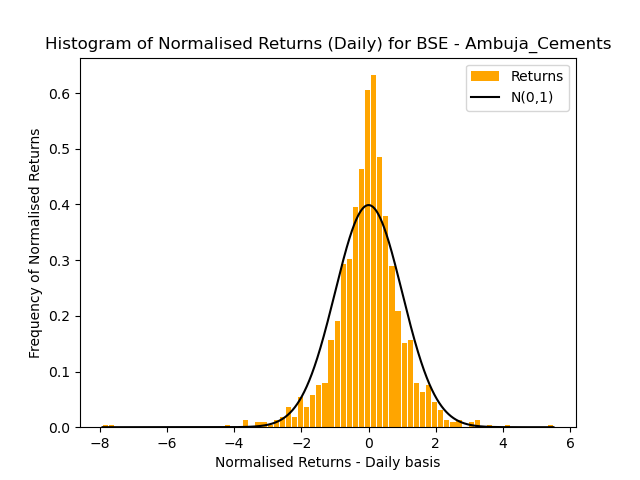 Histogram of Normalised Returns (Daily) for BSE - Ambuja_Cements
Returns
N(0,1)
Frequency of Normalised Returns
0.6
0.5
0.4
0.3
0.2
0.1
0.0
−8 −6 −4 −2 0 2 4 6
Normalised Returns - Daily basis